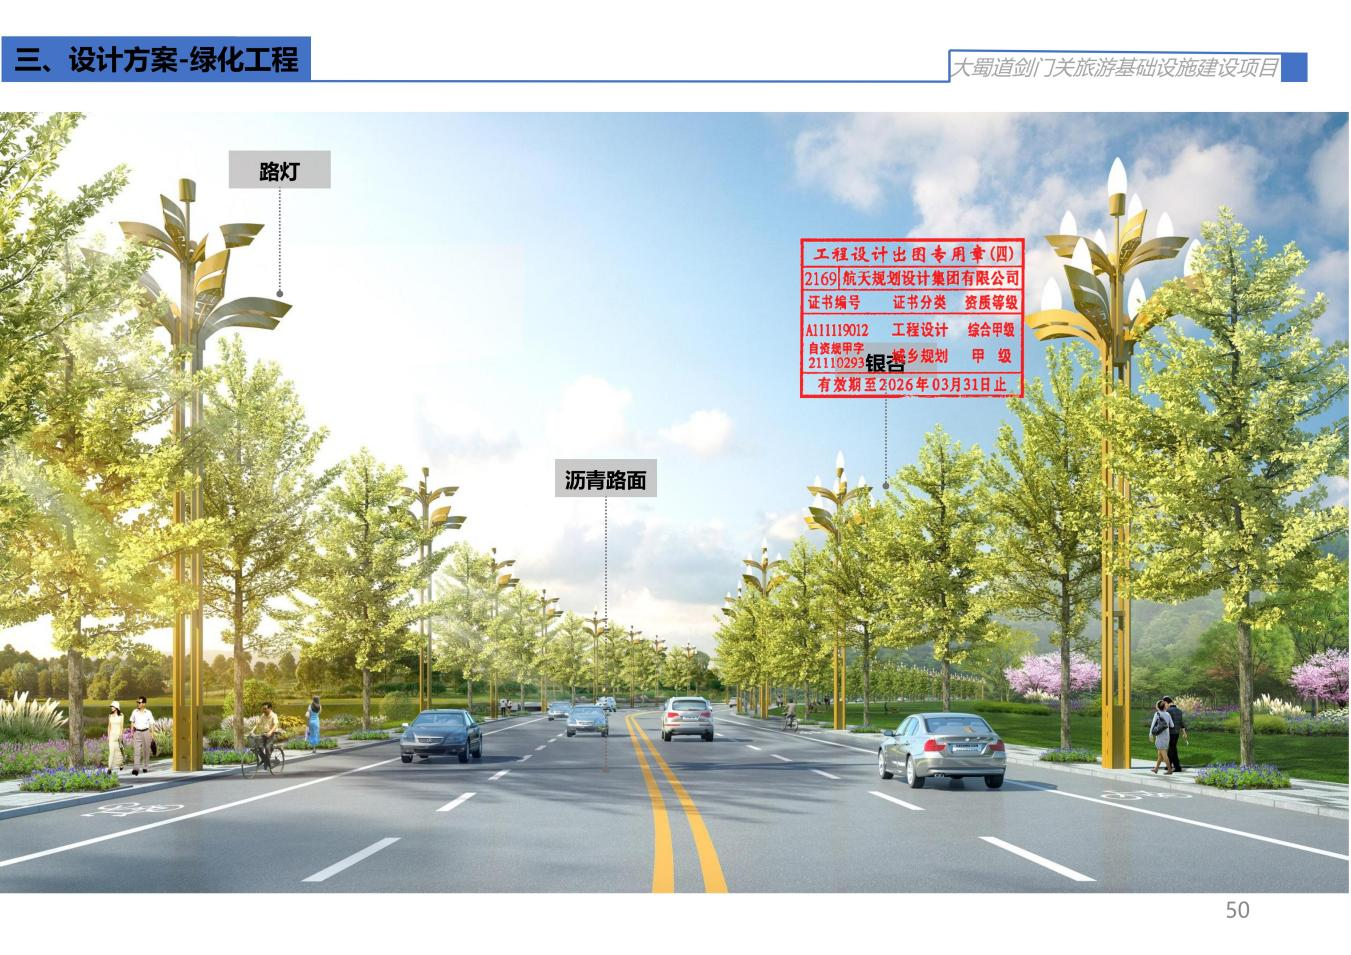 三、设计方案-绿化工程
大蜀道剑门关旅游基础设施建设项目
路灯
工程设计出图专用章(四)
2169 航天规划设计集团有限公司
证书编号 证书分类 资质等级
A111119012 工程设计 综合甲级
自资规甲字
21110293 城乡规划 甲 级
银杏
有效期至2026年03月31日止
沥青路面
50